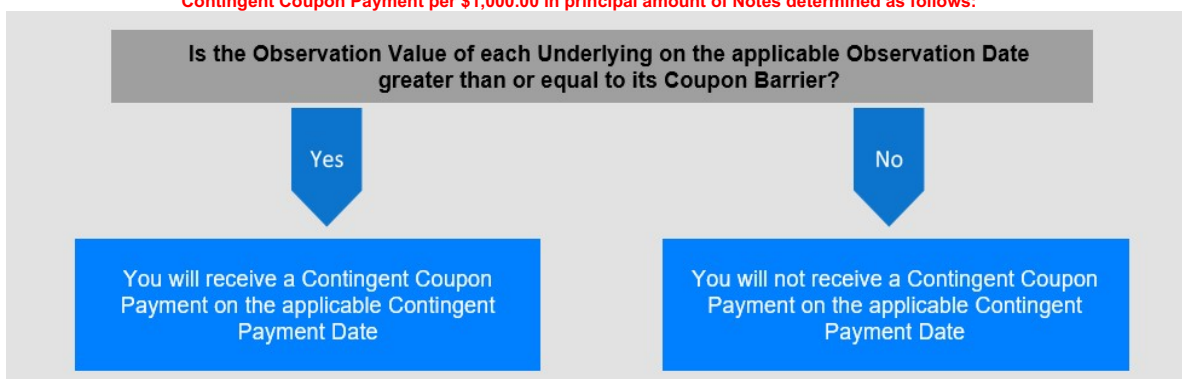 Contingent Coupon Payment per $1,000.00 in principal amount of Notes determined as follows:
Is the Observation Value of each Underlying on the applicable Observation Date
greater than or equal to its Coupon Barrier?
Yes
No
You will receive a Contingent Coupon
Payment on the applicable Contingent
Payment Date
You will not receive a Contingent Coupon
Payment on the applicable Contingent
Payment Date